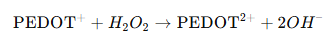 PEDOT⁺ + H₂O₂ → PEDOT²⁺ + 2OH⁻